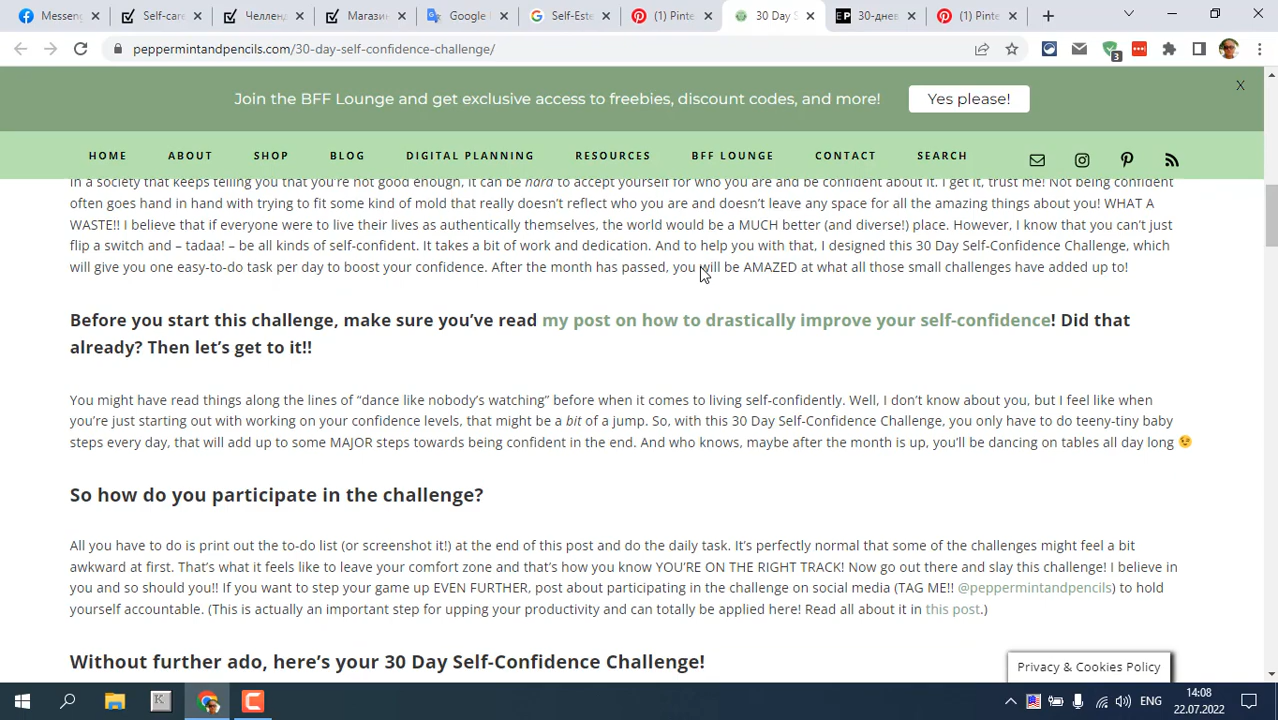 Messeng
Self-care
Челленд
Магази
Google
Self-Este
(1) Pinte
30 Day S
30-днев
(1) Pinte
peppermintandpencils.com/30-day-self-confidence-challenge/
3
Join the BFF Lounge and get exclusive access to freebies, discount codes, and more!
Yes please!
X
HOME
ABOUT
SHOP
BLOG
DIGITAL PLANNING
RESOURCES
BFF LOUNGE
CONTACT
SEARCH
In a society that keeps telling you that you're not good enough, it can be hard to accept yourself for who you are and be confident about it. I get it, trust me! Not being confident
often goes hand in hand with trying to fit some kind of mold that really doesn't reflect who you are and doesn't leave any space for all the amazing things about you! WHAT A
WASTE!! I believe that if everyone were to live their lives as authentically themselves, the world would be a MUCH better (and diverse!) place. However, I know that you can't just
flip a switch and – tadaa! – be all kinds of self-confident. It takes a bit of work and dedication. And to help you with that, I designed this 30 Day Self-Confidence Challenge, which
will give you one easy-to-do task per day to boost your confidence. After the month has passed, you will be AMAZED at what all those small challenges have added up to!
Before you start this challenge, make sure you've read my post on how to drastically improve your self-confidence! Did that
already? Then let's get to it!!
You might have read things along the lines of “dance like nobody's watching” before when it comes to living self-confidently. Well, I don't know about you, but I feel like when
you're just starting out with working on your confidence levels, that might be a bit of a jump. So, with this 30 Day Self-Confidence Challenge, you only have to do teeny-tiny baby
steps every day, that will add up to some MAJOR steps towards being confident in the end. And who knows, maybe after the month is up, you'll be dancing on tables all day long 😉
So how do you participate in the challenge?
All you have to do is print out the to-do list (or screenshot it!) at the end of this post and do the daily task. It's perfectly normal that some of the challenges might feel a bit
awkward at first. That's what it feels like to leave your comfort zone and that's how you know YOU'RE ON THE RIGHT TRACK! Now go out there and slay this challenge! I believe in
you and so should you!! If you want to step your game up EVEN FURTHER, post about participating in the challenge on social media (TAG ME!! @peppermintandpencils) to hold
yourself accountable. (This is actually an important step for upping your productivity and can totally be applied here! Read all about it in this post.)
Without further ado, here's your 30 Day Self-Confidence Challenge!
Privacy & Cookies Policy
ENG
14:08
22.07.2022